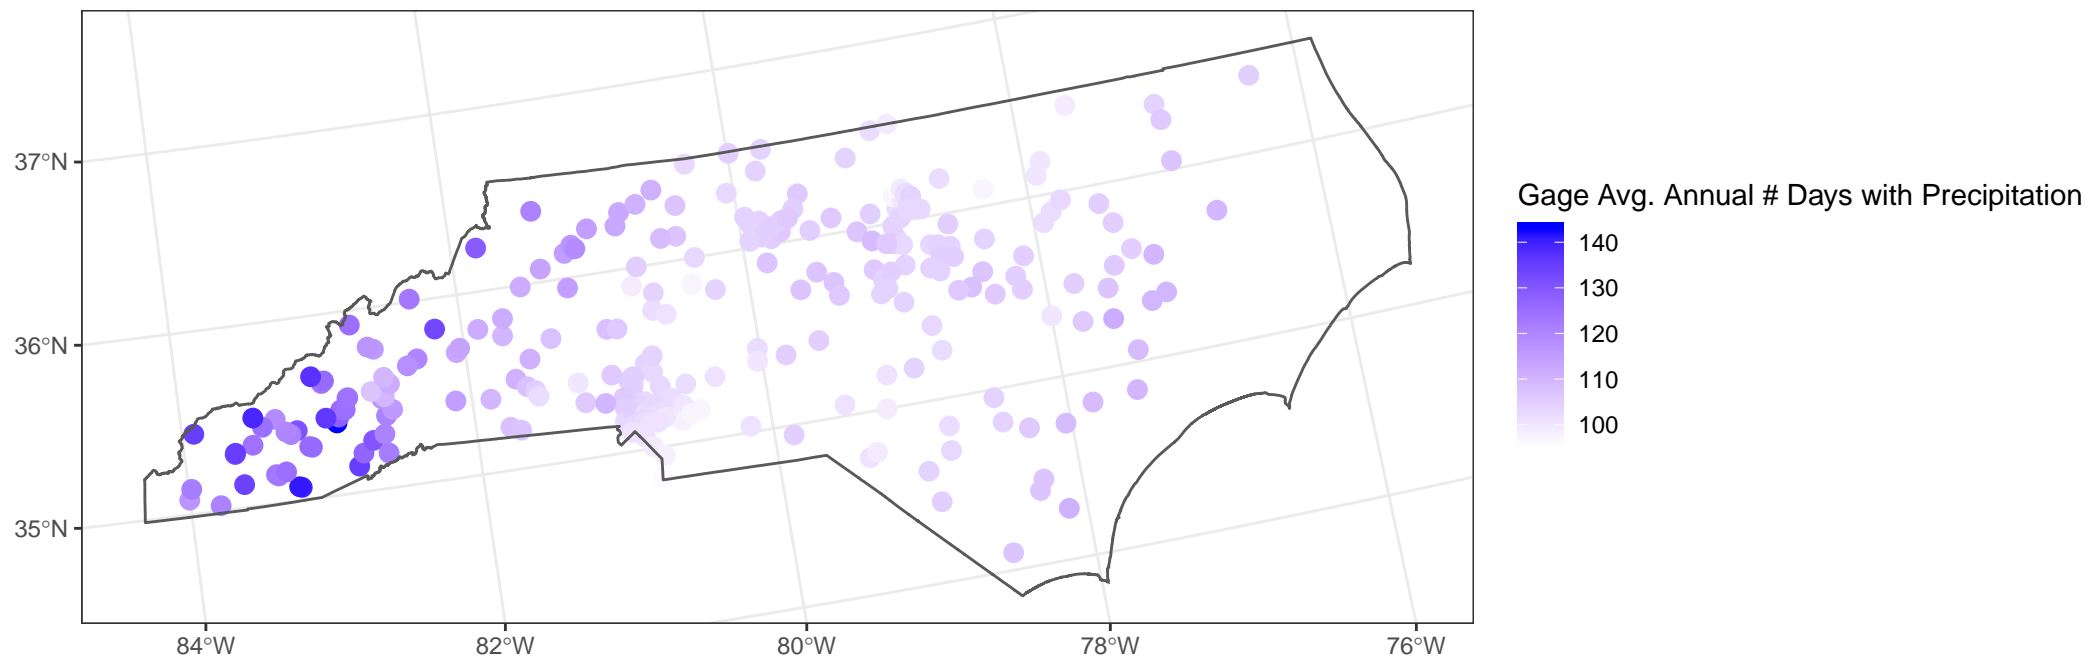 37°N
36°N
35°N
84°W
82°W
80°W
78°W
76°W
Gage Avg. Annual # Days with Precipitation
140
130
120
110
100